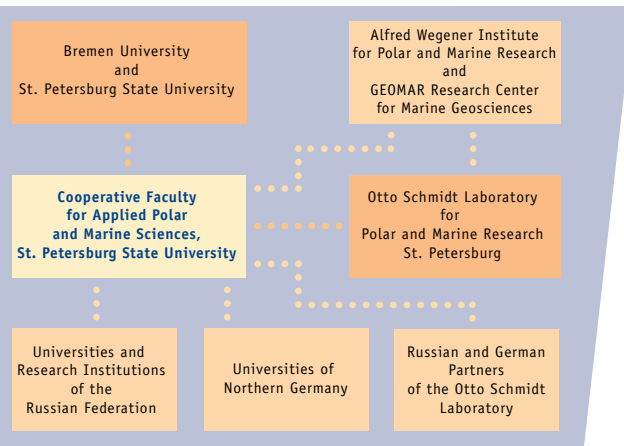 Bremen University
and
St. Petersburg State University
Alfred Wegener Institute
for Polar and Marine Research
and
GEOMAR Research Center
for Marine Geosciences
Cooperative Faculty
for Applied Polar
and Marine Sciences,
St. Petersburg State University
Otto Schmidt Laboratory
for
Polar and Marine Research
St. Petersburg
Universities and
Research Institutions
of the
Russian Federation
Universities of
Northern Germany
Russian and German
Partners
of the Otto Schmidt
Laboratory